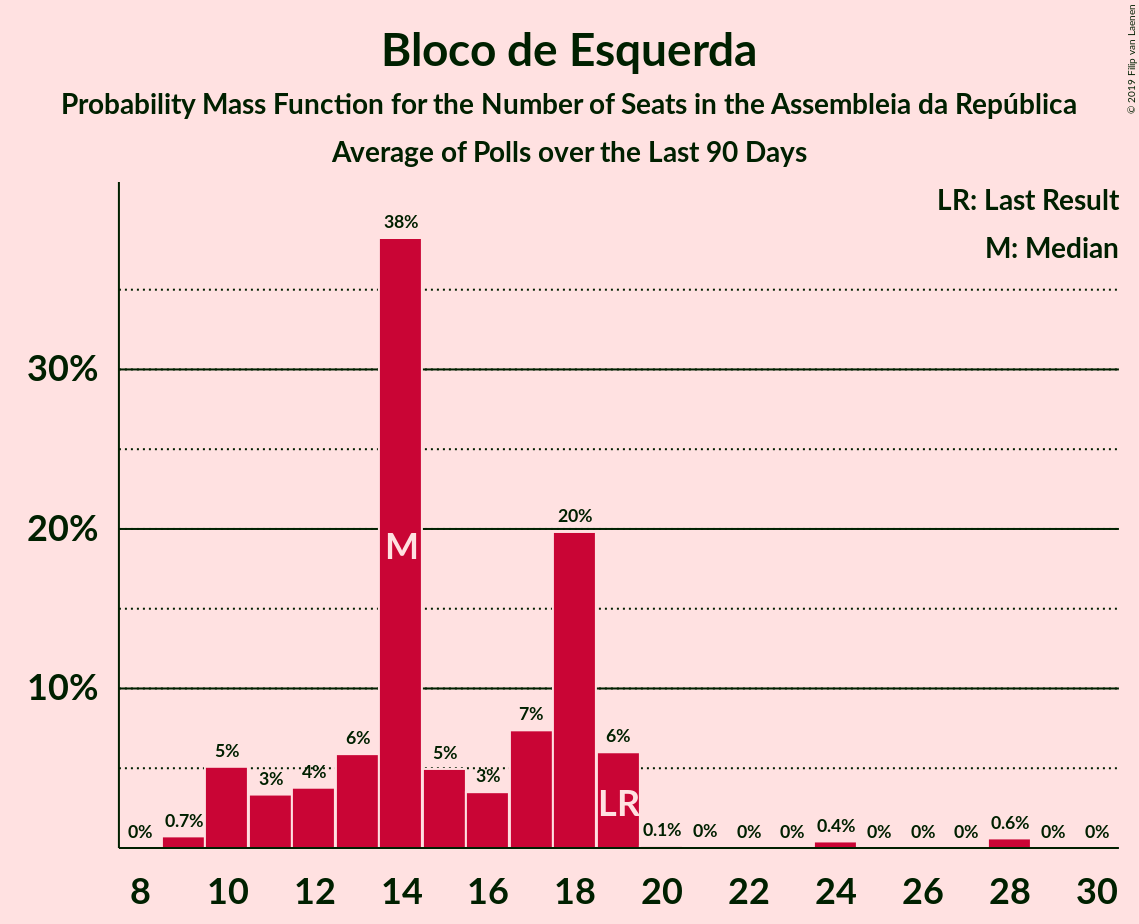 Bloco de Esquerda
Probability Mass Function for the Number of Seats in the Assembleia da República
Average of Polls over the Last 90 Days
© 2019 Filip van Laenen
LR: Last Result
M: Median
30%
20%
10%
0%
0.7%
5%
3%
4%
6%
38%
5%
3%
7%
20%
6%
0.1%
0%
0%
0%
0.4%
0%
0%
0%
0.6%
0%
0%
M
LR
8 10 12 14 16 18 20 22 24 26 28 30